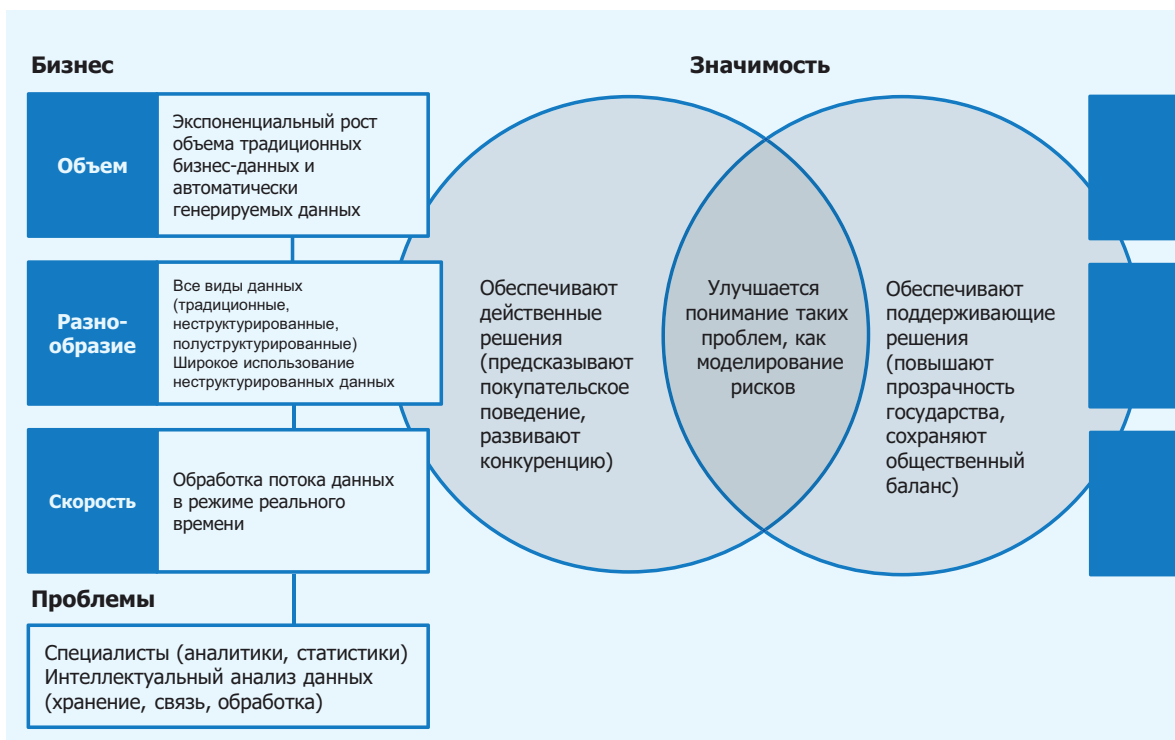 Бизнес
Значимость
Объем
Экспоненциальный рост
объема традиционных
бизнес-данных и
автоматически
генерируемых данных
Разно-
образие
Все виды данных
(традиционные,
неструктурированные,
полуструктурированные)
Широкое использование
неструктурированных данных
Скорость
Обработка потока данных
в режиме реального
времени
Обеспечивают
действенные
решения
(предсказывают
покупательское
поведение,
развивают
конкуренцию)
Улучшается
понимание таких
проблем, как
моделирование
рисков
Обеспечивают
поддерживающие
решения
(повышают
прозрачность
государства,
сохраняют
общественный
баланс)
Проблемы
Специалисты (аналитики, статистики)
Интеллектуальный анализ данных
(хранение, связь, обработка)